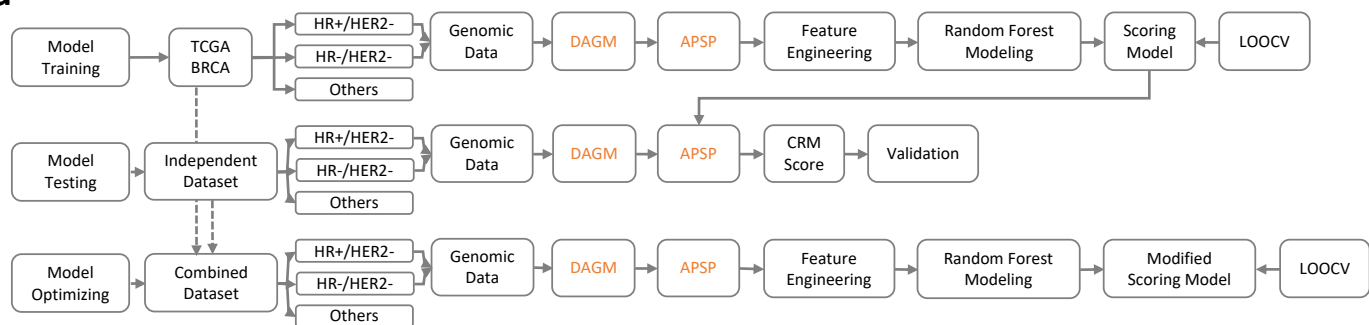 HR+/HER2-
Model
Training
TCGA
BRCA
HR-/HER2-
Others
Genomic
Data
DAGM
APSP
Feature
Engineering
Random Forest
Modeling
Scoring
Model
LOOCV
Model
Testing
Independent
Dataset
HR+/HER2-
HR-/HER2-
Others
Genomic
Data
DAGM
APSP
CRM
Score
Validation
Model
Optimizing
Combined
Dataset
HR+/HER2-
HR-/HER2-
Others
Genomic
Data
DAGM
APSP
Feature
Engineering
Random Forest
Modeling
Modified
Scoring Model
LOOCV